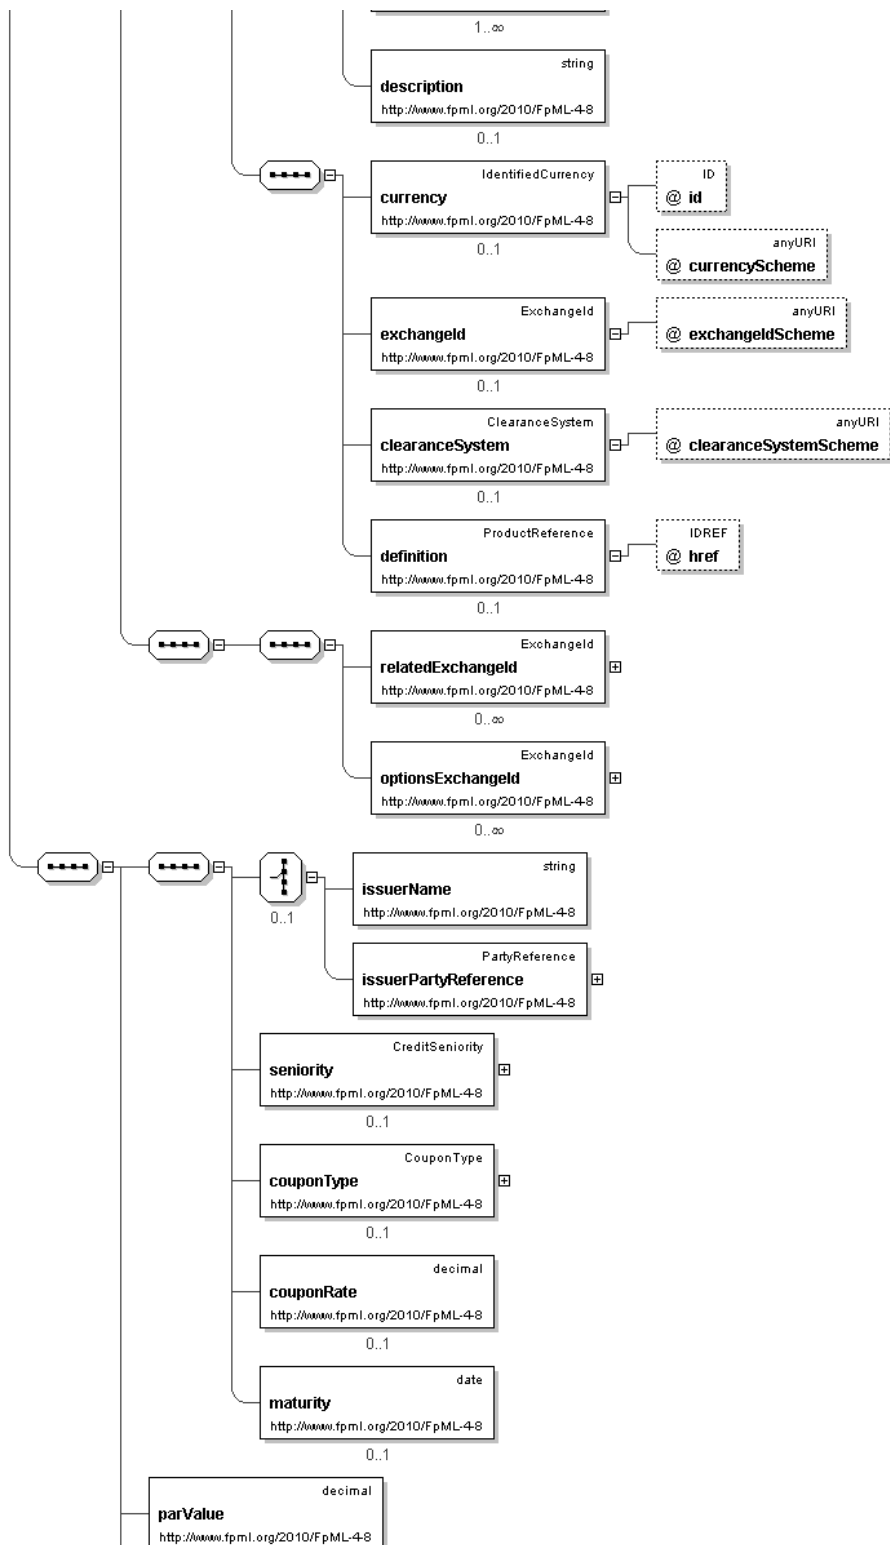 1..∞
string
description
http://www.fpml.org/2010/FpML-4-8
0..1
IdentifiedCurrency
currency
http://www.fpml.org/2010/FpML-4-8
0..1
ID
@ id
anyURI
@ currencyScheme
ExchangeId
exchangeId
http://www.fpml.org/2010/FpML-4-8
0..1
anyURI
@ exchangeIdScheme
ClearanceSystem
clearanceSystem
http://www.fpml.org/2010/FpML-4-8
0..1
anyURI
@ clearanceSystemScheme
ProductReference
definition
http://www.fpml.org/2010/FpML-4-8
0..1
IDREF
@ href
ExchangeId
relatedExchangeId
http://www.fpml.org/2010/FpML-4-8
0..∞
ExchangeId
optionsExchangeId
http://www.fpml.org/2010/FpML-4-8
0..∞
0..1
string
issuerName
http://www.fpml.org/2010/FpML-4-8
PartyReference
issuerPartyReference
http://www.fpml.org/2010/FpML-4-8
CreditSeniority
seniority
http://www.fpml.org/2010/FpML-4-8
0..1
CouponType
couponType
http://www.fpml.org/2010/FpML-4-8
0..1
decimal
couponRate
http://www.fpml.org/2010/FpML-4-8
0..1
date
maturity
http://www.fpml.org/2010/FpML-4-8
0..1
decimal
parValue
http://www.fpml.org/2010/FpML-4-8